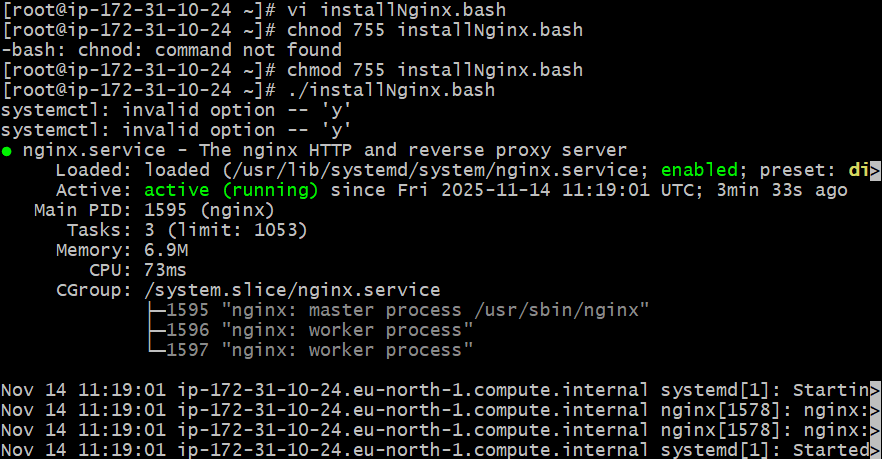 [root@ip-172-31-10-24 ~]# vi installNginx.bash
[root@ip-172-31-10-24 ~]# chnod 755 installNginx.bash
-bash: chnod: command not found
[root@ip-172-31-10-24 ~]# chmod 755 installNginx.bash
[root@ip-172-31-10-24 ~]# ./installNginx.bash
systemctl: invalid option -- 'y'
systemctl: invalid option -- 'y'
● nginx.service - The nginx HTTP and reverse proxy server
     Loaded: loaded (/usr/lib/systemd/system/nginx.service; enabled; preset: di>
     Active: active (running) since Fri 2025-11-14 11:19:01 UTC; 3min 33s ago
   Main PID: 1595 (nginx)
      Tasks: 3 (limit: 1053)
     Memory: 6.9M
        CPU: 73ms
     CGroup: /system.slice/nginx.service
             ├─1595 "nginx: master process /usr/sbin/nginx"
             ├─1596 "nginx: worker process"
             └─1597 "nginx: worker process"
Nov 14 11:19:01 ip-172-31-10-24.eu-north-1.compute.internal systemd[1]: Startin>
Nov 14 11:19:01 ip-172-31-10-24.eu-north-1.compute.internal nginx[1578]: nginx:>
Nov 14 11:19:01 ip-172-31-10-24.eu-north-1.compute.internal nginx[1578]: nginx:>
Nov 14 11:19:01 ip-172-31-10-24.eu-north-1.compute.internal systemd[1]: Started>